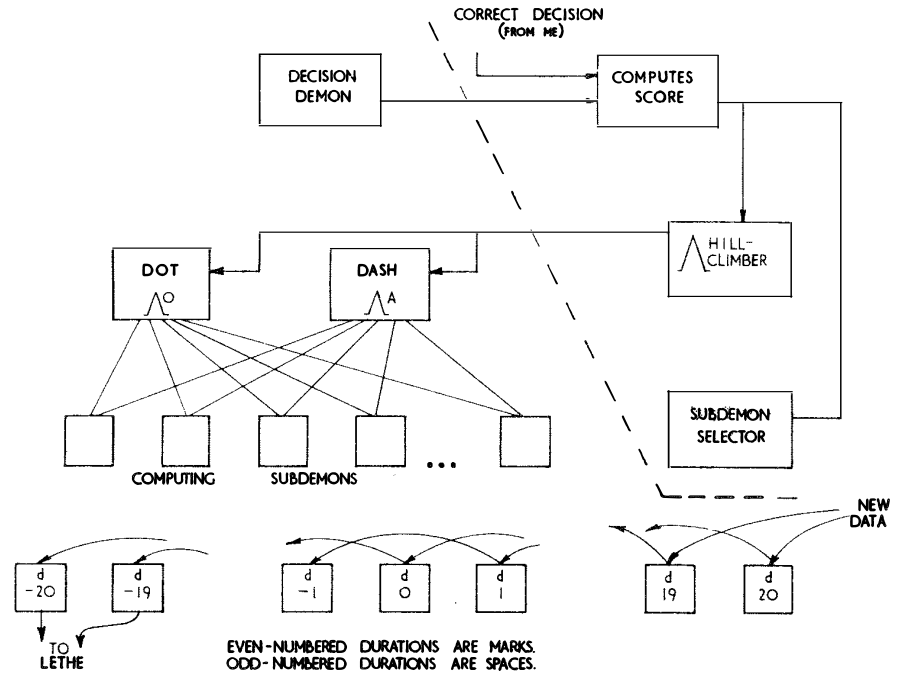 CORRECT DECISION
(FROM ME)
DECISION
DEMON
COMPUTES
SCORE
HILL-
CLIMBER
DOT
O
DASH
A
SUBDEMON
SELECTOR
COMPUTING SUBDEMONS
...
NEW
DATA
d
-20
d
-19
d
-1
d
0
d
1
d
19
d
20
TO
LETHE
EVEN-NUMBERED DURATIONS ARE MARKS.
ODD-NUMBERED DURATIONS ARE SPACES.